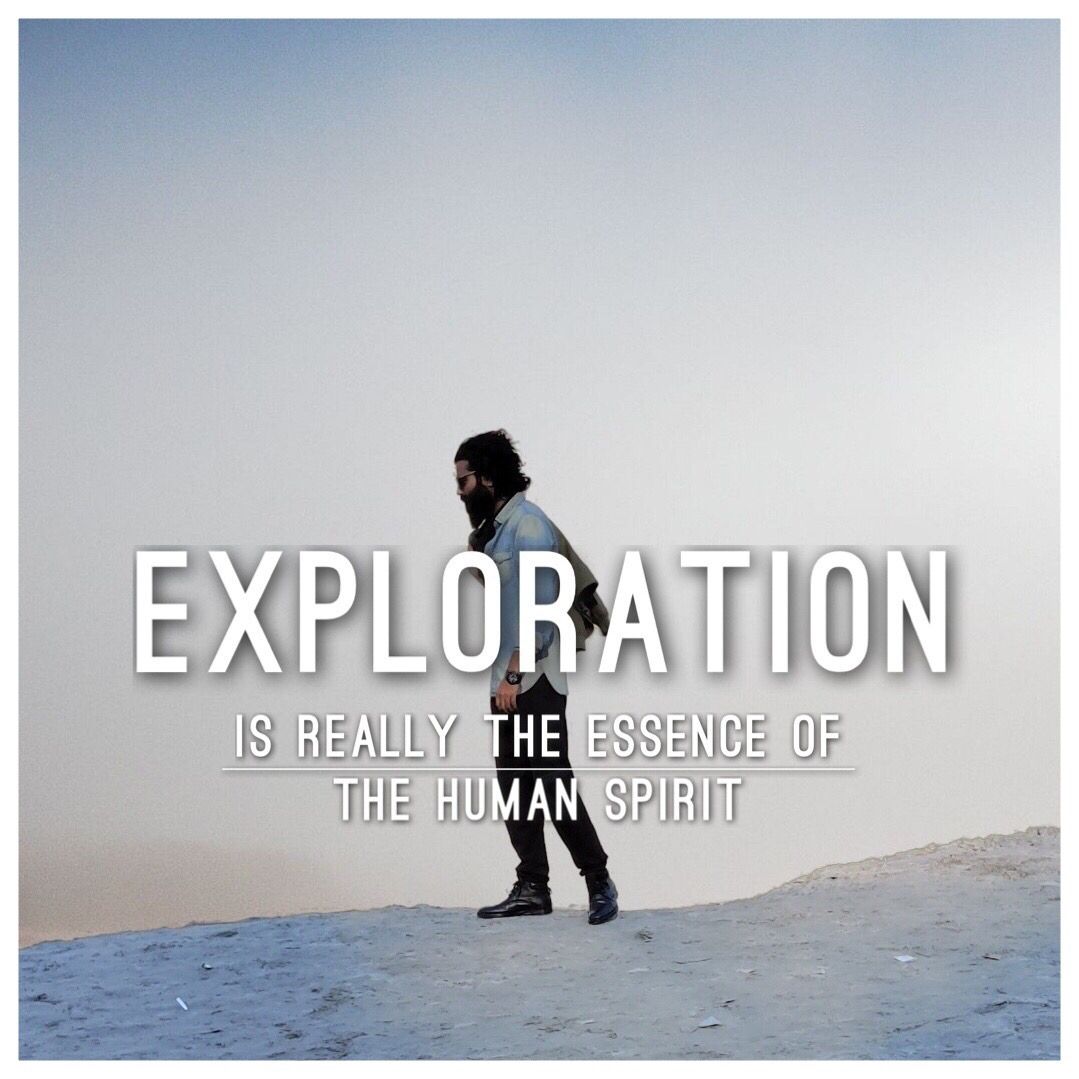 EXPLORATION
IS REALLY THE ESSENCE OF
THE HUMAN SPIRIT